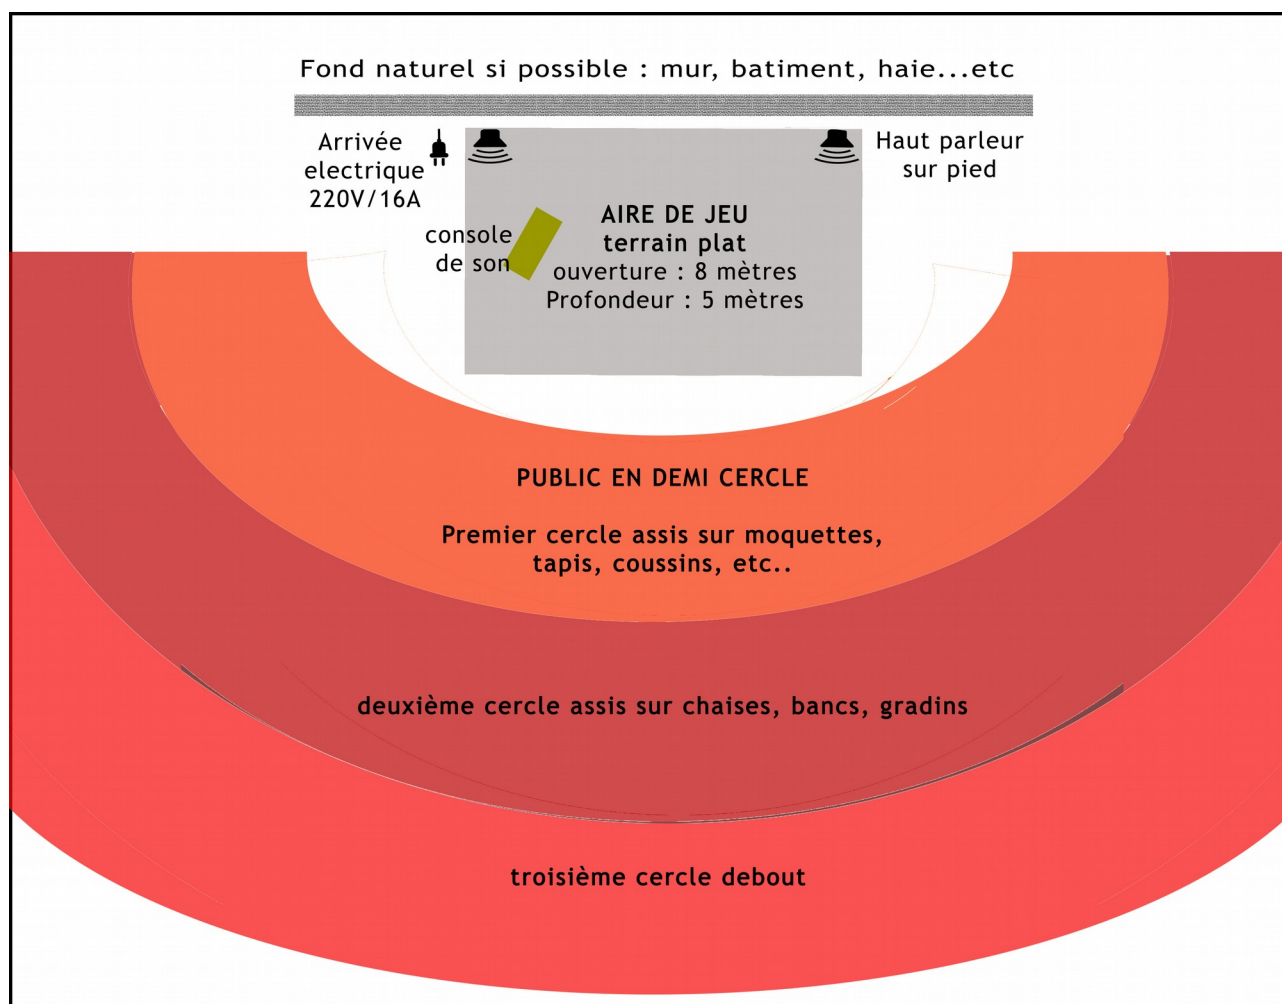 Fond naturel si possible : mur, batiment, haie...etc
Arrivée
electrique
220V/16A
Haut parleur
sur pied
console
de son
AIRE DE JEU
terrain plat
ouverture : 8 mètres
Profondeur : 5 mètres
PUBLIC EN DEMI CERCLE
Premier cercle assis sur moquettes,
tapis, coussins, etc..
deuxième cercle assis sur chaises, bancs, gradins
troisième cercle debout